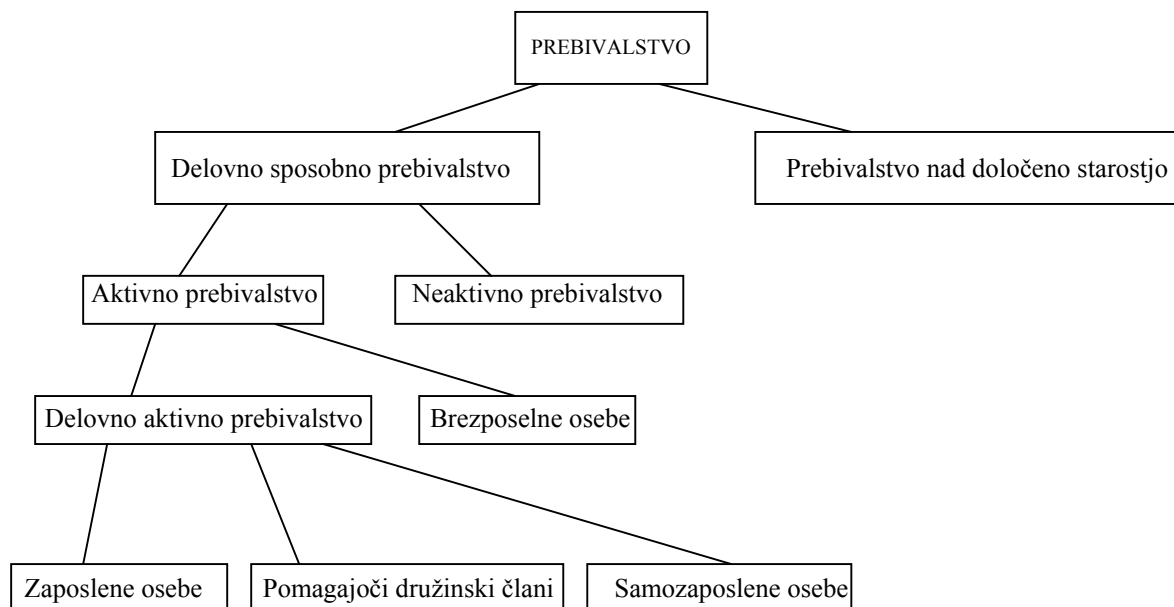 PREBIVALSTVO
Delovno sposobno prebivalstvo
Prebivalstvo nad določeno starostjo
Aktivno prebivalstvo
Neaktivno prebivalstvo
Delovno aktivno prebivalstvo
Brezposelne osebe
Zaposlene osebe
Pomagajoči družinski člani
Samozaposlene osebe